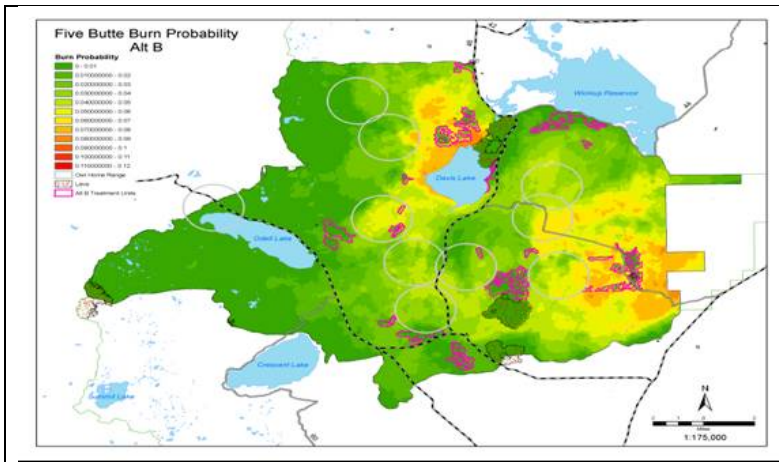 Five Butte Burn Probability
Alt B
Burn Probability
0 - 0.01
0.010000000 - 0.02
0.020000000 - 0.03
0.030000000 - 0.04
0.040000000 - 0.05
0.050000000 - 0.06
0.060000000 - 0.07
0.070000000 - 0.08
0.080000000 - 0.09
0.090000000 - 0.1
0.100000000 - 0.11
0.110000000 - 0.12
Owl Home Range
Lava
Alt B Treatment Units
Wickiup Reservoir
Davis Lake
Odell Lake
Crescent Lake
Summit Lake
N
Miles
1:175,000